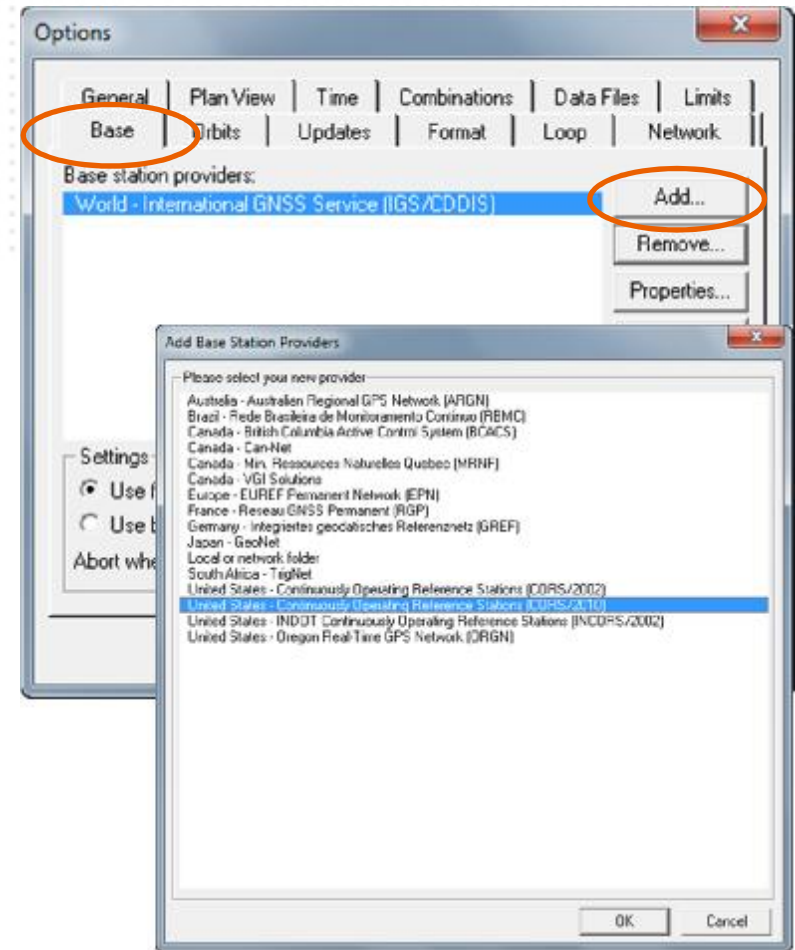 Options
General Plan View Time Combinations Data Files Limits
Base Orbits Updates Format Loop Network
Base station providers:
World - International GNSS Service (IGS/CDDIS)
Add...
Remove...
Properties...
Add Base Station Providers
Please select your new provider
Australia - Australian Regional GPS Network (ARGN)
Brazil - Rede Brasileira de Monitoramento Continuo (RBMC)
Canada - British Columbia Active Control System (BCACS)
Canada - Can-Net
Canada - Min. Ressources Naturelles Quebec (MRNF)
Canada - VGI Solutions
Europe - EUREF Permanent Network (EPN)
France - Reseau GNSS Permanent (RGP)
Germany - Integriertes geodatisches Referenznetz (GREF)
Japan - GeoNet
Local or network folder
South Africa - TrigNet
United States - Continuously Operating Reference Stations (CORS/2002)
United States - Continuously Operating Reference Stations (CORS/2010)
United States - INDOT Continuously Operating Reference Stations (INCORS/2002)
United States - Oregon Real-Time GPS Network (ORGN)
Settings
Use f
Use b
Abort whe
OK Cancel